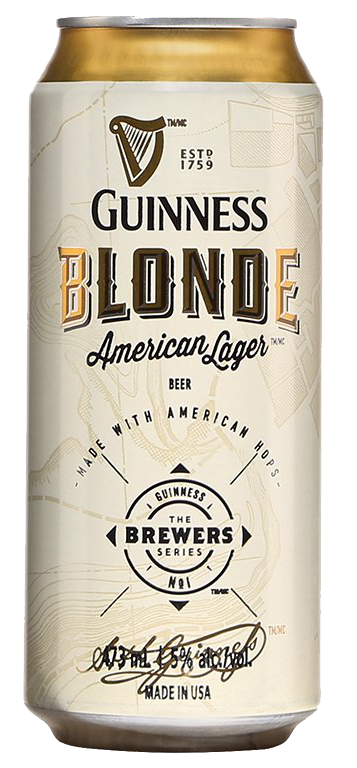 TM/MC
ESTD
1759
GUINNESS
BLONDE
American Lager TM/MC
BEER
- MADE WITH AMERICAN HOPS -
GUINNESS
THE
BREWERS
SERIES
No1
TM/MC
TM/MC
473 mL 5% alc./vol.
MADE IN USA